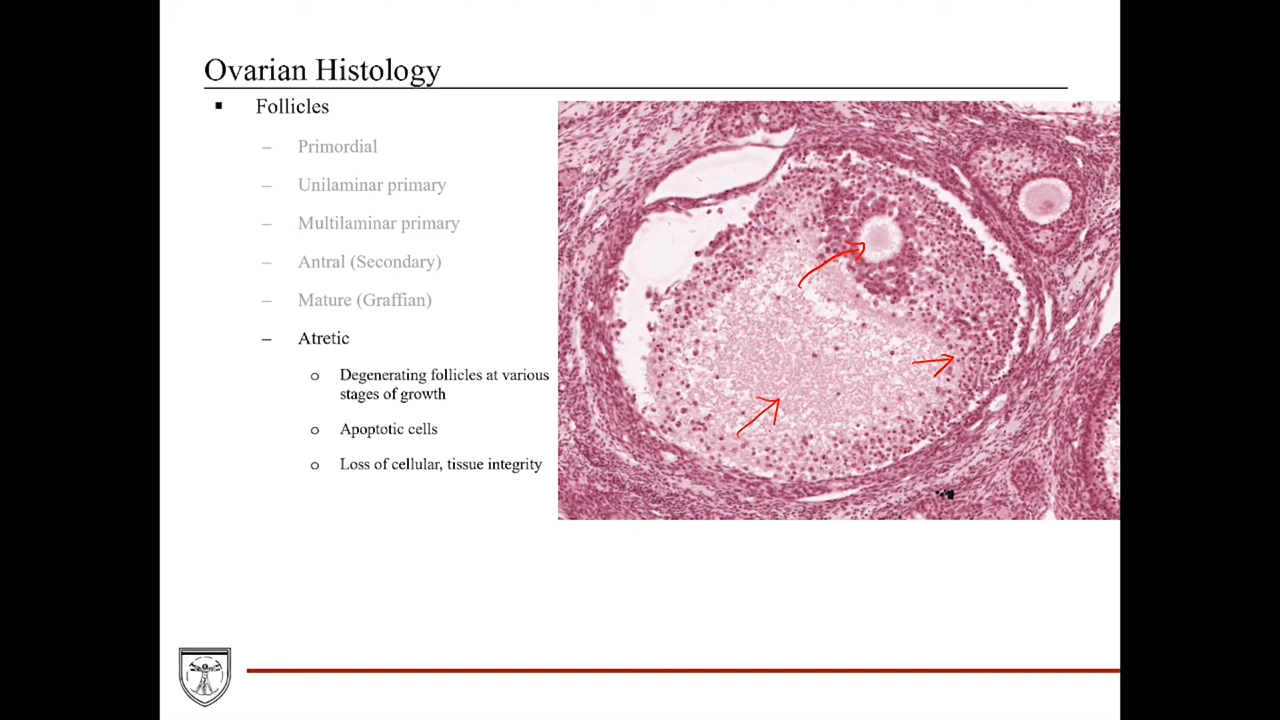 Ovarian Histology
▪ Follicles
– Primordial
– Unilaminar primary
– Multilaminar primary
– Antral (Secondary)
– Mature (Graffian)
– Atretic
o Degenerating follicles at various
stages of growth
o Apoptotic cells
o Loss of cellular, tissue integrity